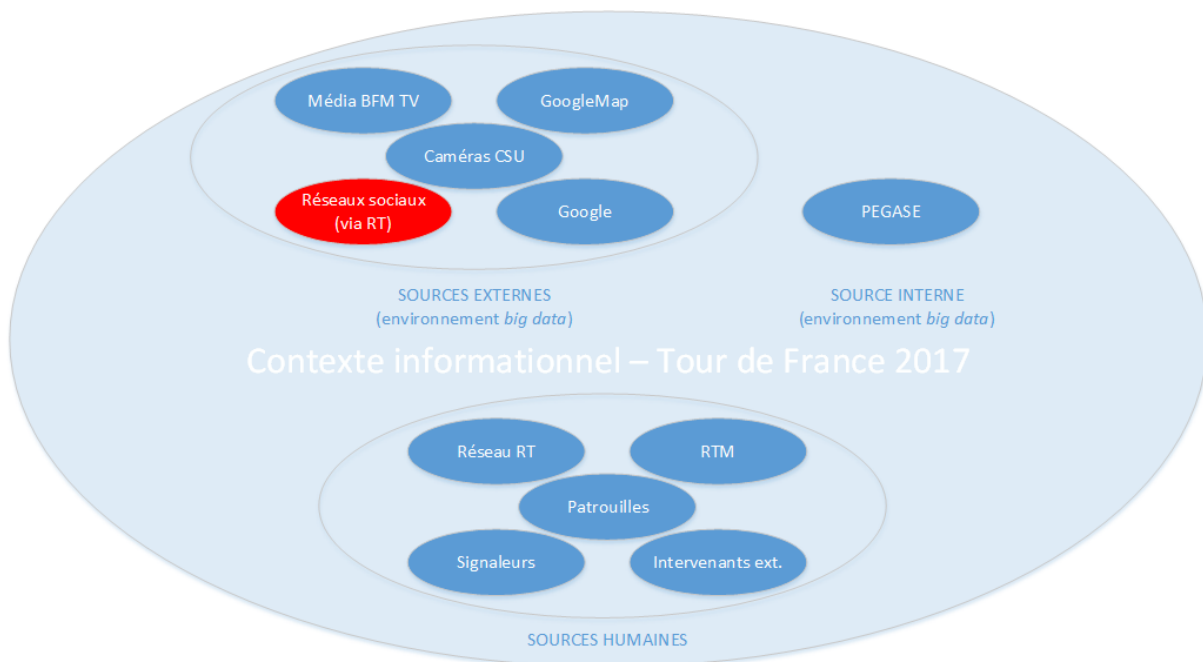 Média BFM TV
GoogleMap
Caméras CSU
Réseaux sociaux
(via RT)
Google
PEGASE
SOURCES EXTERNES
(environnement big data)
SOURCE INTERNE
(environnement big data)
Contexte informationnel – Tour de France 2017
Réseau RT
RTM
Patrouilles
Signaleurs
Intervenants ext.
SOURCES HUMAINES